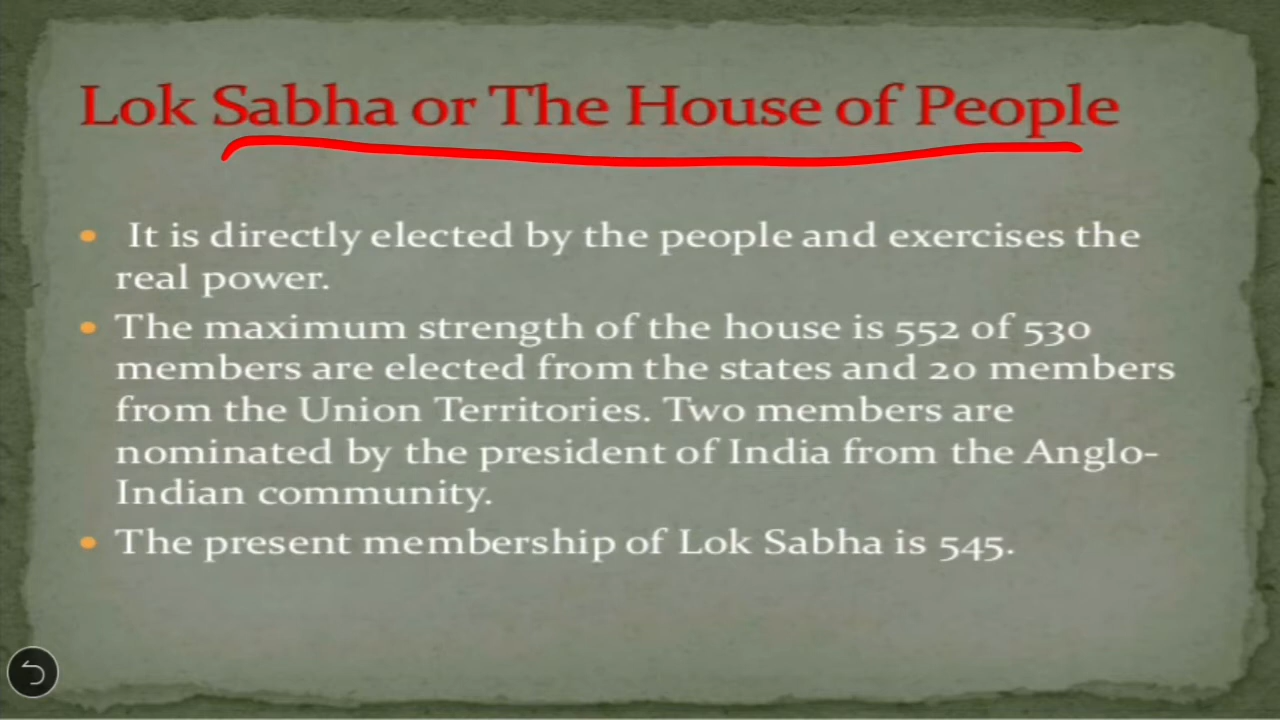 Lok Sabha or The House of People
• It is directly elected by the people and exercises the
real power.
• The maximum strength of the house is 552 of 530
members are elected from the states and 20 members
from the Union Territories. Two members are
nominated by the president of India from the Anglo-
Indian community.
• The present membership of Lok Sabha is 545.